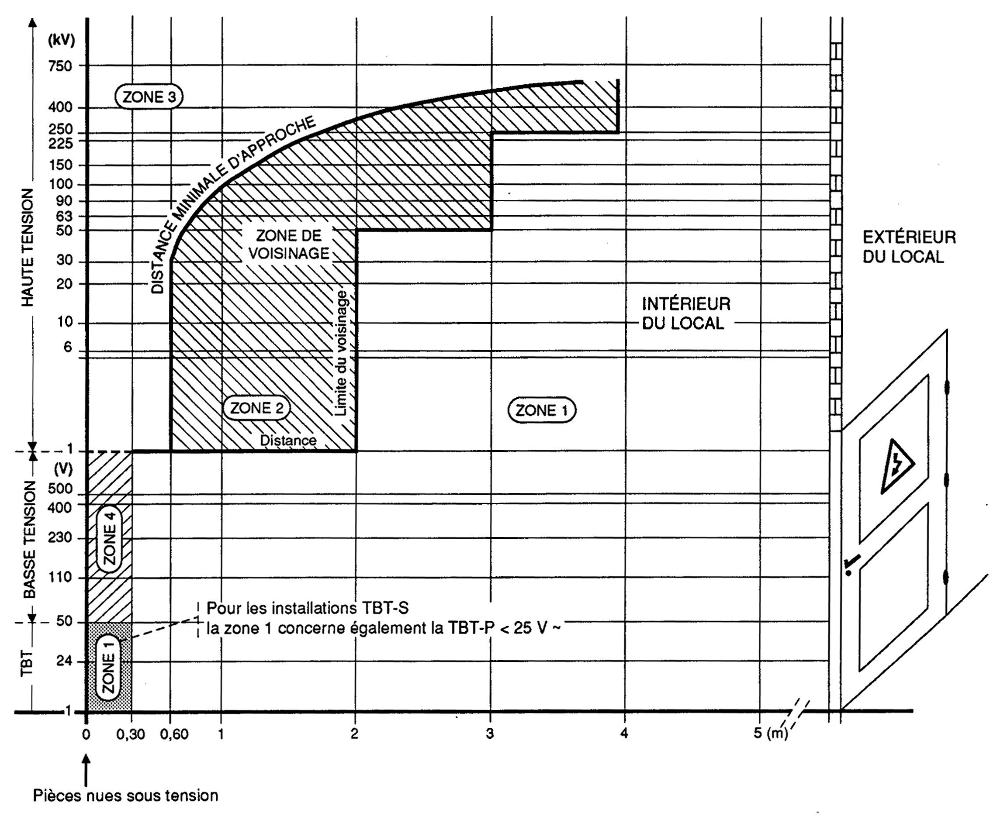 (kV)
750
ZONE 3
400
250
225
150
100
90
63
50
30
20
10
6
1
(V)
500
400
230
110
50
24
1
HAUTE TENSION
BASSE TENSION
TBT
DISTANCE MINIMALE D'APPROCHE
ZONE DE
VOISINAGE
Limite du voisinage
ZONE 2
Distance
ZONE 1
INTÉRIEUR
DU LOCAL
EXTÉRIEUR
DU LOCAL
ZONE 4
ZONE 1
Pour les installations TBT-S
la zone 1 concerne également la TBT-P < 25 V ~
0 0,30 0,60 1 2 3 4 5 (m)
Pièces nues sous tension